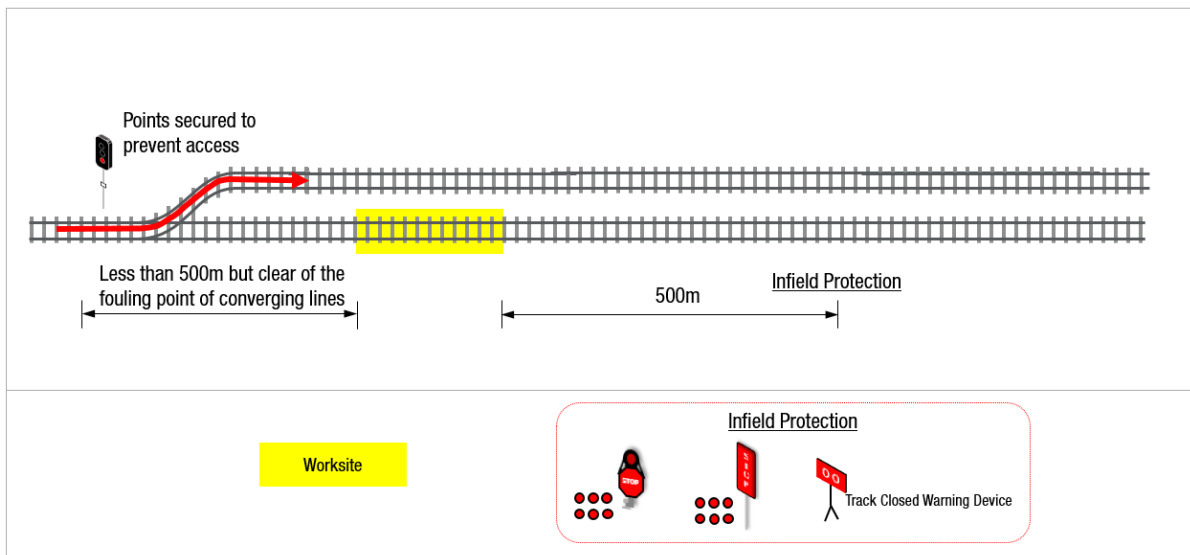 Points secured to
prevent access
Less than 500m but clear of the
fouling point of converging lines
Infield Protection
500m
Infield Protection
Worksite
STOP
STOP
Track Closed Warning Device